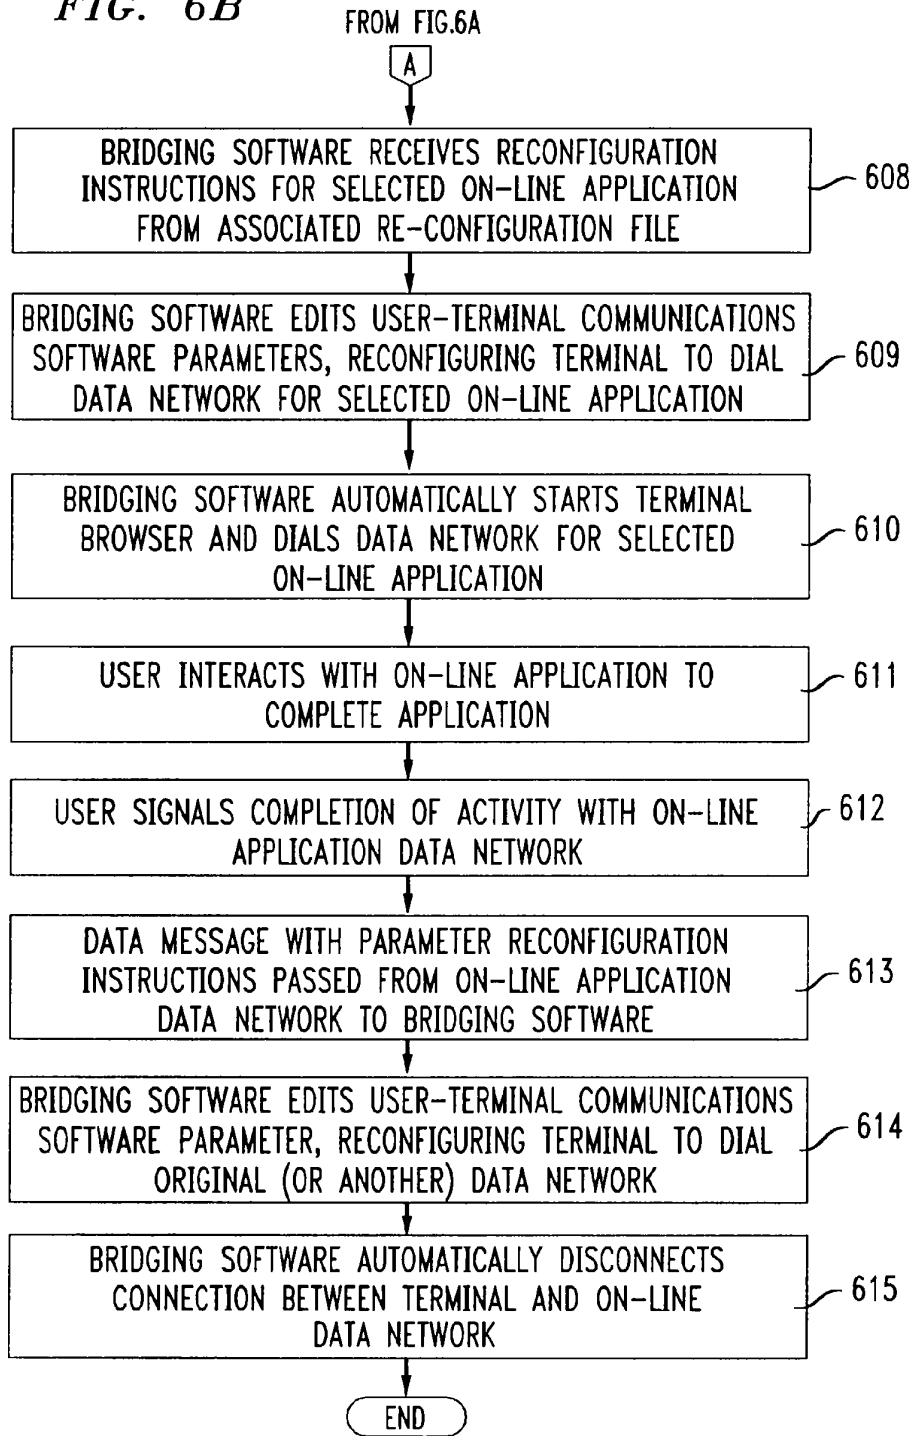 FIG. 6B
FROM FIG.6A
A
BRIDGING SOFTWARE RECEIVES RECONFIGURATION
INSTRUCTIONS FOR SELECTED ON-LINE APPLICATION
FROM ASSOCIATED RE-CONFIGURATION FILE
608
BRIDGING SOFTWARE EDITS USER-TERMINAL COMMUNICATIONS
SOFTWARE PARAMETERS, RECONFIGURING TERMINAL TO DIAL
DATA NETWORK FOR SELECTED ON-LINE APPLICATION
609
BRIDGING SOFTWARE AUTOMATICALLY STARTS TERMINAL
BROWSER AND DIALS DATA NETWORK FOR SELECTED
ON-LINE APPLICATION
610
USER INTERACTS WITH ON-LINE APPLICATION TO
COMPLETE APPLICATION
611
USER SIGNALS COMPLETION OF ACTIVITY WITH ON-LINE
APPLICATION DATA NETWORK
612
DATA MESSAGE WITH PARAMETER RECONFIGURATION
INSTRUCTIONS PASSED FROM ON-LINE APPLICATION
DATA NETWORK TO BRIDGING SOFTWARE
613
BRIDGING SOFTWARE EDITS USER-TERMINAL COMMUNICATIONS
SOFTWARE PARAMETER, RECONFIGURING TERMINAL TO DIAL
ORIGINAL (OR ANOTHER) DATA NETWORK
614
BRIDGING SOFTWARE AUTOMATICALLY DISCONNECTS
CONNECTION BETWEEN TERMINAL AND ON-LINE
DATA NETWORK
615
END